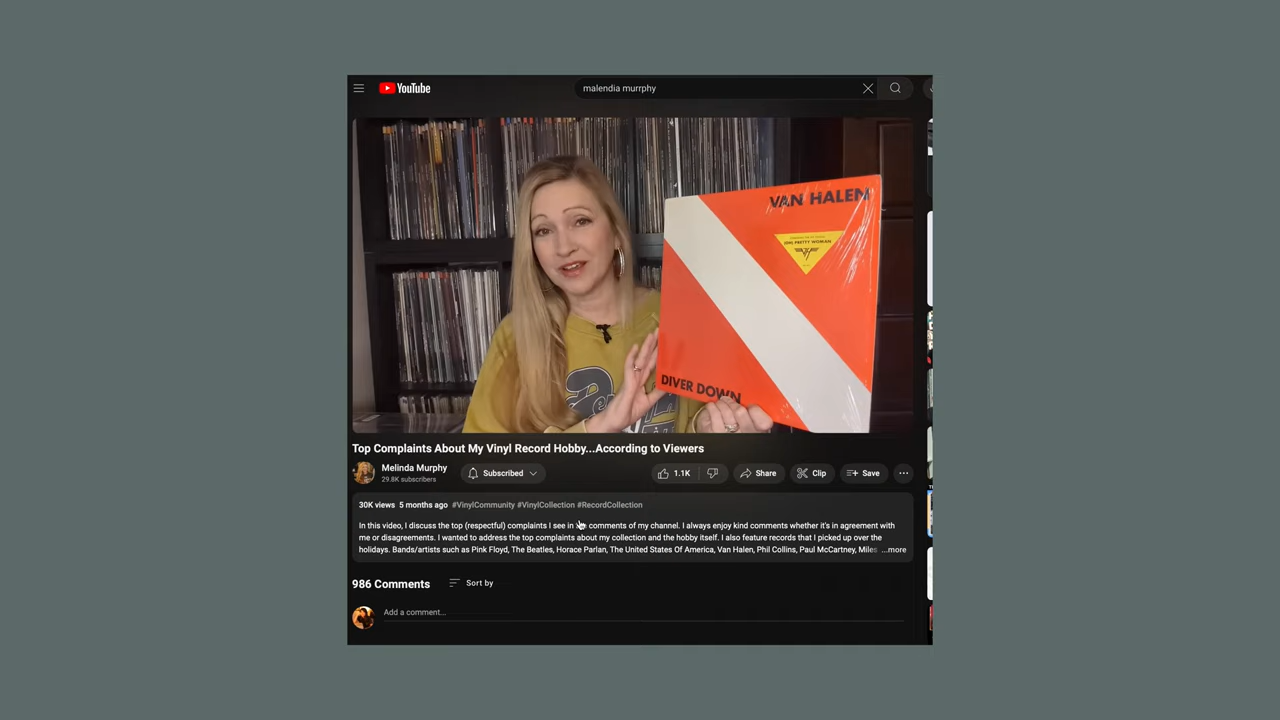 YouTube
malendia murrphy
VAN HALEN
(OH) PRETTY WOMAN
DIVER DOWN
Top Complaints About My Vinyl Record Hobby...According to Viewers
Melinda Murphy
29.8K subscribers
Subscribed
1.1K
Share
Clip
Save
30K views 5 months ago #VinylCommunity #VinylCollection #RecordCollection
In this video, I discuss the top (respectful) complaints I see in comments of my channel. I always enjoy kind comments whether it's in agreement with
me or disagreements. I wanted to address the top complaints about my collection and the hobby itself. I also feature records that I picked up over the
holidays. Bands/artists such as Pink Floyd, The Beatles, Horace Parlan, The United States Of America, Van Halen, Phil Collins, Paul McCartney, Miles ...more
986 Comments
Sort by
Add a comment...